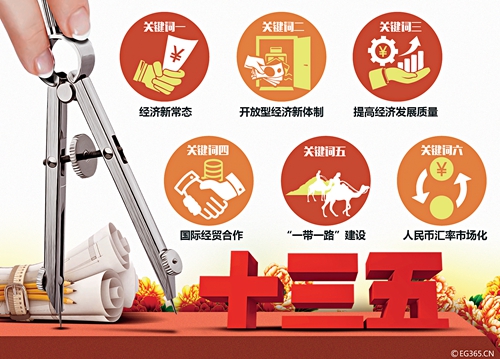 关键词一
关键词二
关键词三
经济新常态
开放型经济新体制
提高经济发展质量
关键词四
关键词五
关键词六
国际经贸合作
“一带一路”建设
人民币汇率市场化
十三五
© EG365.CN